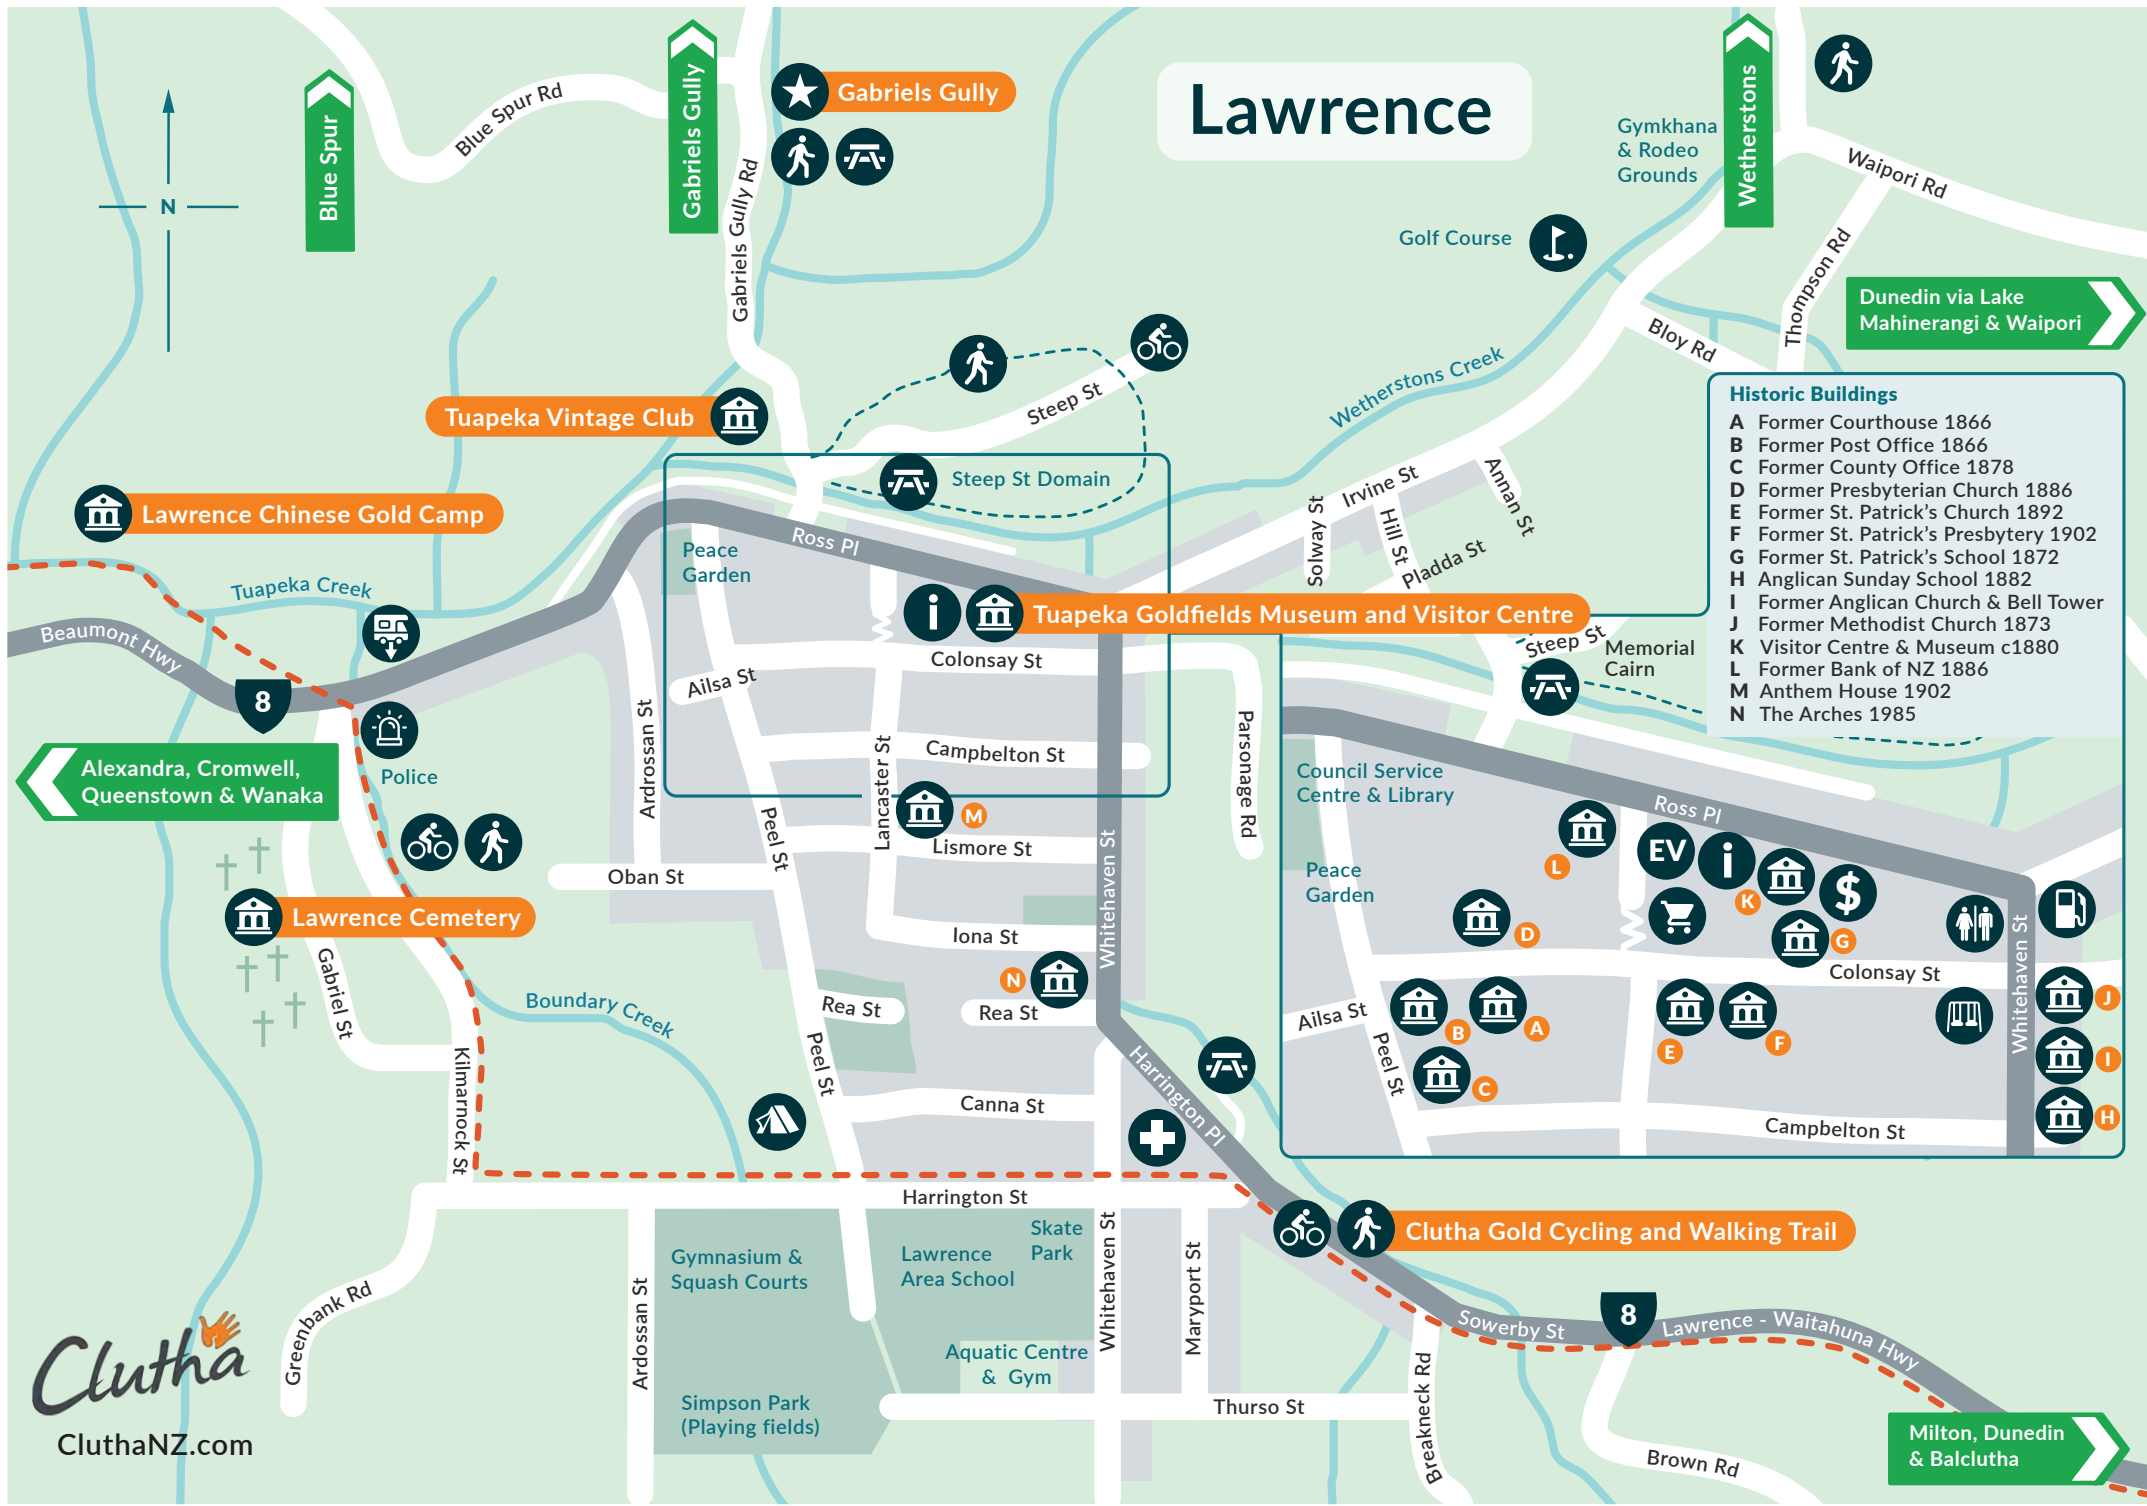 Lawrence
Blue Spur
Blue Spur Rd
Gabriels Gully
Gabriels Gully
Gabriels Gully Rd
N
Wetherstons
Gymkhana
& Rodeo
Grounds
Waipori Rd
Golf Course
Thompson Rd
Bloy Rd
Dunedin via Lake
Mahinerangi & Waipori
Wetherstons Creek
Steep St
Tuapeka Vintage Club
Steep St Domain
Lawrence Chinese Gold Camp
Irvine St
Annan St
Solway St
Hill St
Pladda St
Ross Pl
Peace
Garden
Tuapeka Creek
Beaumont Hwy
8
i
Tuapeka Goldfields Museum and Visitor Centre
Colonsay St
Ailsa St
Ardrossan St
Campbelton St
Lancaster St
Parsonage Rd
Peel St
M
Lismore St
Whitehaven St
Oban St
Iona St
N
Rea St
Rea St
Peel St
Police
Alexandra, Cromwell,
Queenstown & Wanaka
Lawrence Cemetery
Gabriel St
Kilmarnock St
Boundary Creek
Canna St
Harrington Pl
Harrington St
Greenbank Rd
Ardossan St
Gymnasium &
Squash Courts
Lawrence
Area School
Skate
Park
Whitehaven St
Maryport St
Aquatic Centre
& Gym
Simpson Park
(Playing fields)
Thurso St
Clutha Gold Cycling and Walking Trail
Breakneck Rd
Sowerby St
8
Lawrence - Waitahuna Hwy
Brown Rd
Milton, Dunedin
& Balclutha
Clutha
CluthaNZ.com
Historic Buildings
A Former Courthouse 1866
B Former Post Office 1866
C Former County Office 1878
D Former Presbyterian Church 1886
E Former St. Patrick’s Church 1892
F Former St. Patrick’s Presbytery 1902
G Former St. Patrick’s School 1872
H Anglican Sunday School 1882
I Former Anglican Church & Bell Tower
J Former Methodist Church 1873
K Visitor Centre & Museum c1880
L Former Bank of NZ 1886
M Anthem House 1902
N The Arches 1985
Steep St
Memorial
Cairn
Council Service
Centre & Library
Ross Pl
L
EV
i
K
$
Peace
Garden
D
G
Colonsay St
Whitehaven St
Ailsa St
Peel St
B
A
C
E
F
J
I
H
Campbelton St